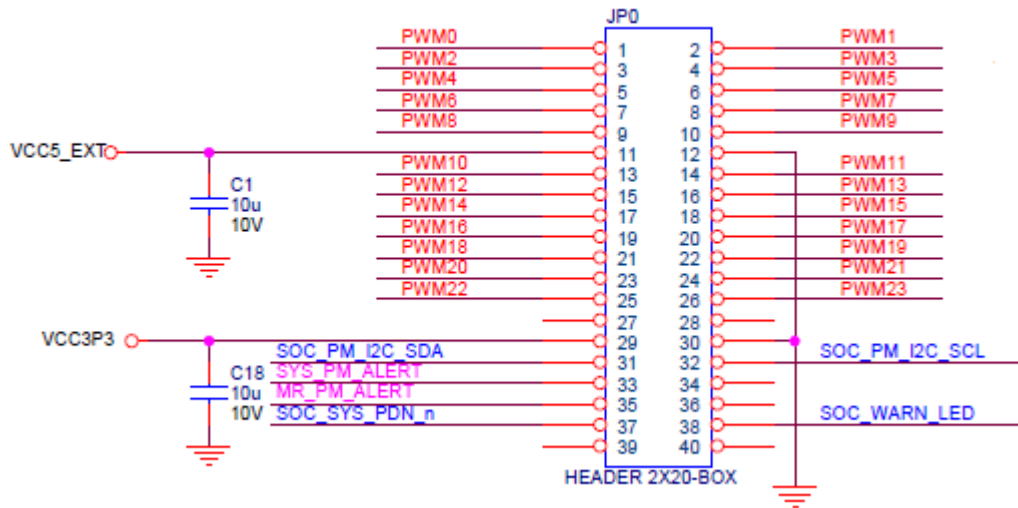 JP0
PWM0 1 2 PWM1
PWM2 3 4 PWM3
PWM4 5 6 PWM5
PWM6 7 8 PWM7
PWM8 9 10 PWM9
VCC5_EXT 11 12
PWM10 13 14 PWM11
C1
PWM12 15 16 PWM13
10u
PWM14 17 18 PWM15
10V
PWM16 19 20 PWM17
PWM18 21 22 PWM19
PWM20 23 24 PWM21
PWM22 25 26 PWM23
27 28
VCC3P3 29 30
SOC_PM_I2C_SDA 31 32 SOC_PM_I2C_SCL
C18
SYS_PM_ALERT 33 34
10u
MR_PM_ALERT 35 36
10V
SOC_SYS_PDN_n 37 38 SOC_WARN_LED
39 40
HEADER 2X20-BOX